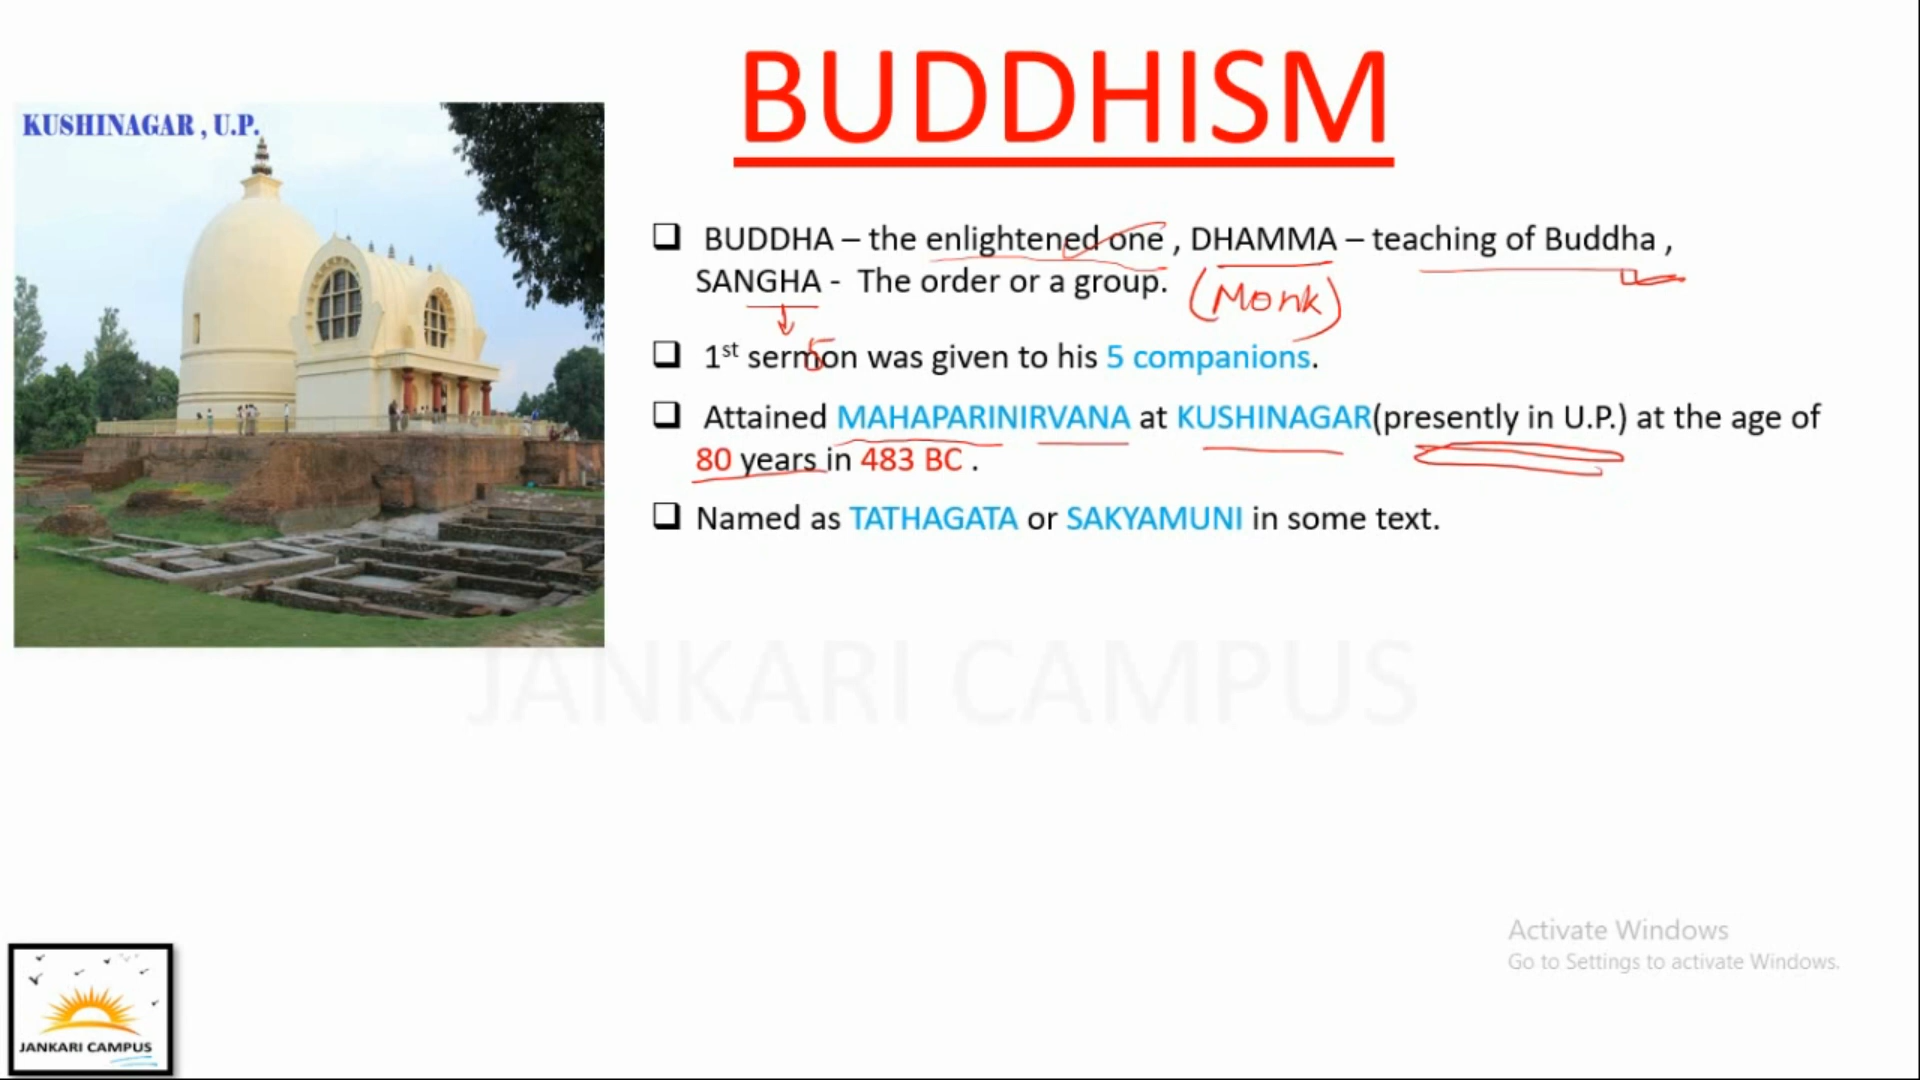 BUDDHISM
KUSHINAGAR , U.P.
BUDDHA – the enlightened one , DHAMMA – teaching of Buddha ,
SANGHA - The order or a group. (Monk)
5
1st sermon was given to his 5 companions.
Attained MAHAPARINIRVANA at KUSHINAGAR(presently in U.P.) at the age of
80 years in 483 BC .
Named as TATHAGATA or SAKYAMUNI in some text.
JANKARI CAMPUS
Activate Windows
Go to Settings to activate Windows.
JANKARI CAMPUS